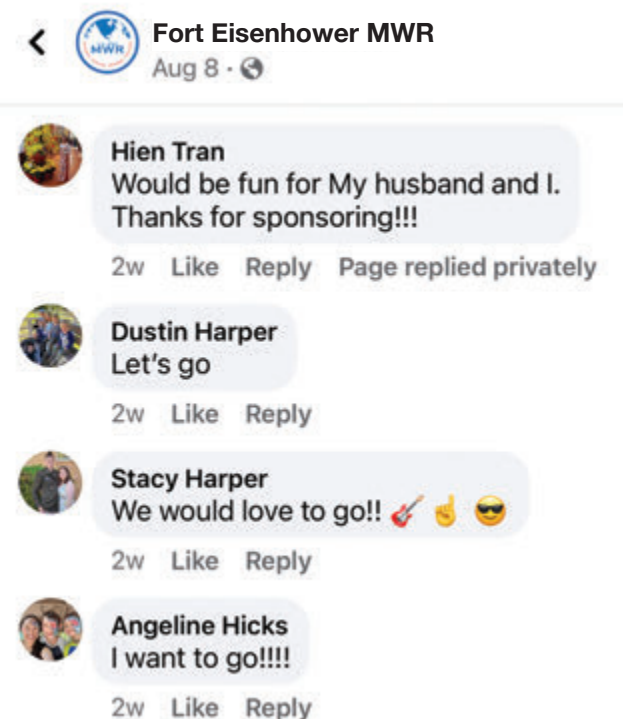 Fort Eisenhower MWR
MWR
Aug 8 ·
Hien Tran
Would be fun for My husband and I.
Thanks for sponsoring!!!
2w Like Reply Page replied privately
Dustin Harper
Let's go
2w Like Reply
Stacy Harper
We would love to go!! 🎸 ☝️ 😎
2w Like Reply
Angeline Hicks
I want to go!!!!
2w Like Reply